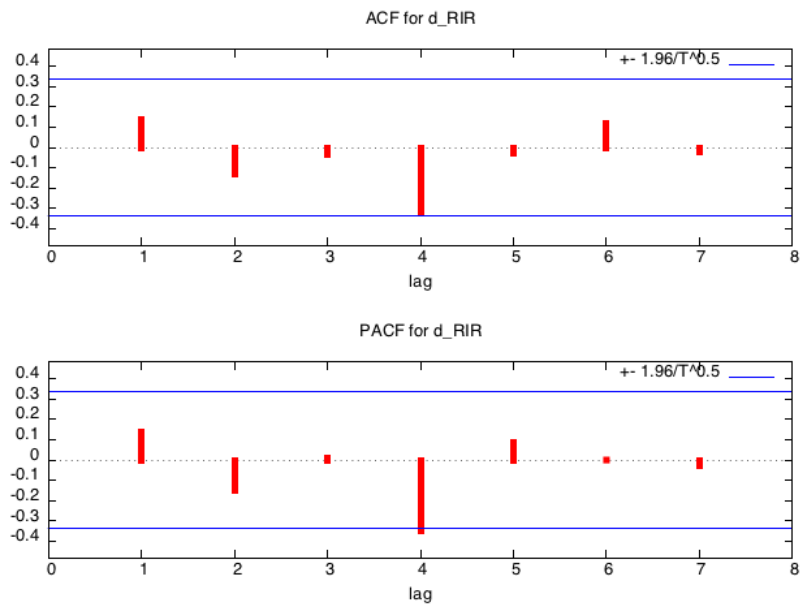 ACF for d_RIR
+- 1.96/T^0.5
0.4
0.3
0.2
0.1
0
-0.1
-0.2
-0.3
-0.4
0 1 2 3 4 5 6 7 8
lag
PACF for d_RIR
+- 1.96/T^0.5
0.4
0.3
0.2
0.1
0
-0.1
-0.2
-0.3
-0.4
0 1 2 3 4 5 6 7 8
lag